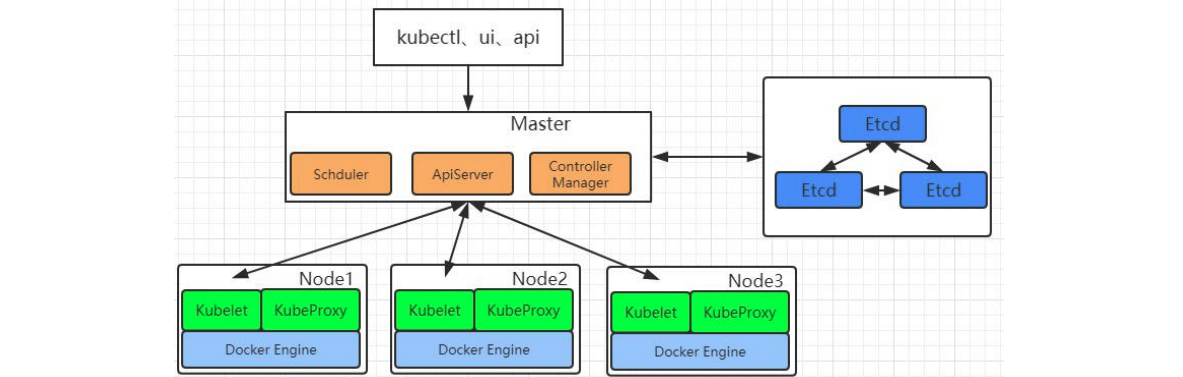 kubectl、ui、api
Master
Schduler
ApiServer
Controller
Manager
Etcd
Etcd
Etcd
Node1
Kubelet
KubeProxy
Docker Engine
Node2
Kubelet
KubeProxy
Docker Engine
Node3
Kubelet
KubeProxy
Docker Engine